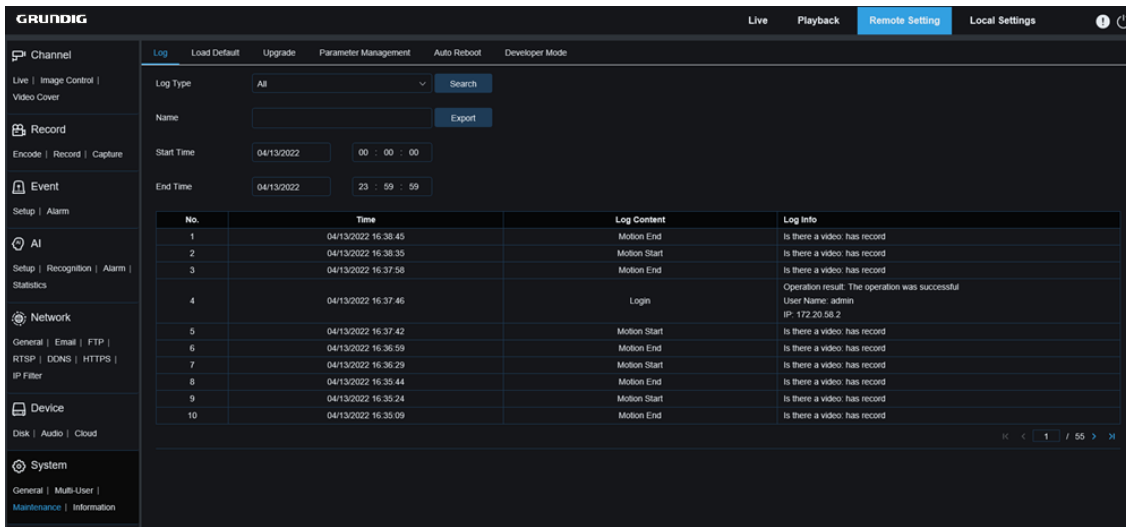 GRUNDIG
Live Playback Remote Setting Local Settings
Channel
Live | Image Control |
Video Cover
Record
Encode | Record | Capture
Event
Setup | Alarm
AI
Setup | Recognition | Alarm |
Statistics
Network
General | Email | FTP |
RTSP | DDNS | HTTPS |
IP Filter
Device
Disk | Audio | Cloud
System
General | Multi-User |
Maintenance | Information
Log Load Default Upgrade Parameter Management Auto Reboot Developer Mode
Log Type All Search
Name Export
Start Time 04/13/2022 00 : 00 : 00
End Time 04/13/2022 23 : 59 : 59
No. Time Log Content Log Info
1 04/13/2022 16:38:45 Motion End Is there a video: has record
2 04/13/2022 16:38:35 Motion Start Is there a video: has record
3 04/13/2022 16:37:58 Motion End Is there a video: has record
4 04/13/2022 16:37:46 Login Operation result: The operation was successful
User Name: admin
IP: 172.20.58.2
5 04/13/2022 16:37:42 Motion Start Is there a video: has record
6 04/13/2022 16:36:59 Motion End Is there a video: has record
7 04/13/2022 16:36:29 Motion Start Is there a video: has record
8 04/13/2022 16:35:44 Motion End Is there a video: has record
9 04/13/2022 16:35:24 Motion Start Is there a video: has record
10 04/13/2022 16:35:09 Motion End Is there a video: has record
1 / 55